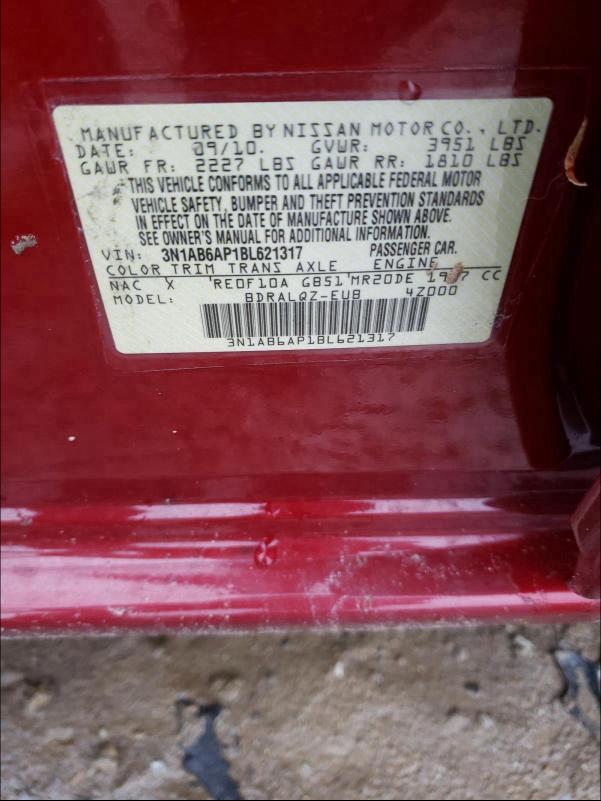 MANUFACTURED BY NISSAN MOTOR CO., LTD.
DATE: 09/10. GVWR: 3951 LBS
GAWR FR: 2227 LBS GAWR RR: 1810 LBS
THIS VEHICLE CONFORMS TO ALL APPLICABLE FEDERAL MOTOR
VEHICLE SAFETY, BUMPER AND THEFT PREVENTION STANDARDS
IN EFFECT ON THE DATE OF MANUFACTURE SHOWN ABOVE.
SEE OWNER'S MANUAL FOR ADDITIONAL INFORMATION.
VIN: 3N1AB6AP1BL621317 PASSENGER CAR.
COLOR TRIM TRANS AXLE ENGINE
NAC X RE0F10A GB51 MR20DE CC
MODEL: BDRALQZ-EUB 4Z000
3N1AB6AP1BL621317